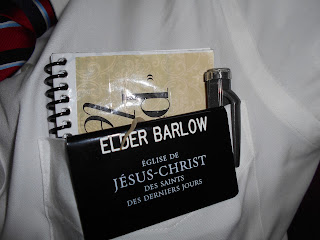 ELDER BARLOW
ÉGLISE DE
JÉSUS-CHRIST
DES SAINTS
DES DERNIERS JOURS